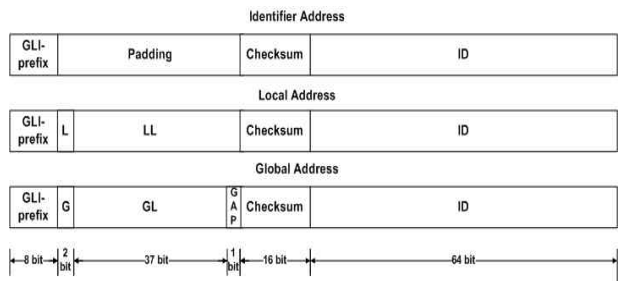 Identifier Address
GLI-prefix Padding Checksum ID
Local Address
GLI-prefix L LL Checksum ID
Global Address
GLI-prefix G GL GAP Checksum ID
8 bit 2 bit 37 bit 1 bit 16 bit 64 bit